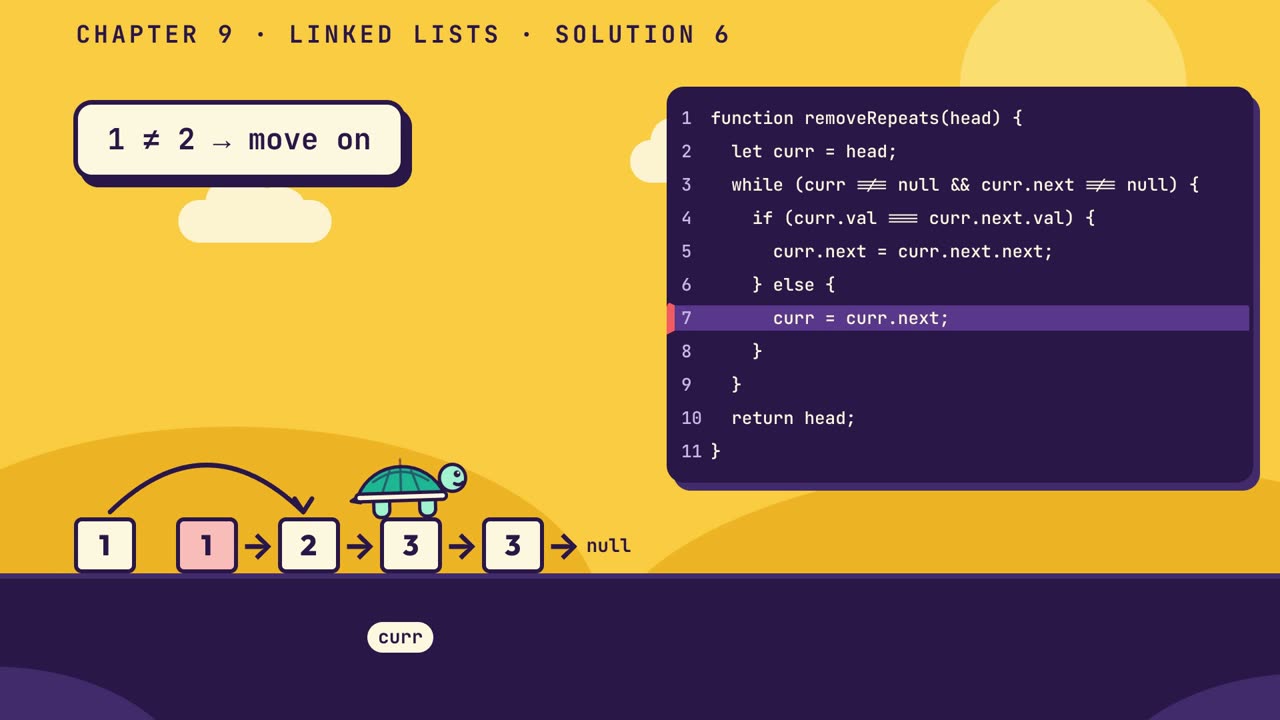 CHAPTER 9 · LINKED LISTS · SOLUTION 6
1 ≠ 2 → move on
1 function removeRepeats(head) {
2 let curr = head;
3 while (curr !== null && curr.next !== null) {
4 if (curr.val === curr.next.val) {
5 curr.next = curr.next.next;
6 } else {
7 curr = curr.next;
8 }
9 }
10 return head;
11 }
1 1 → 2 → 3 → 3 → null
curr